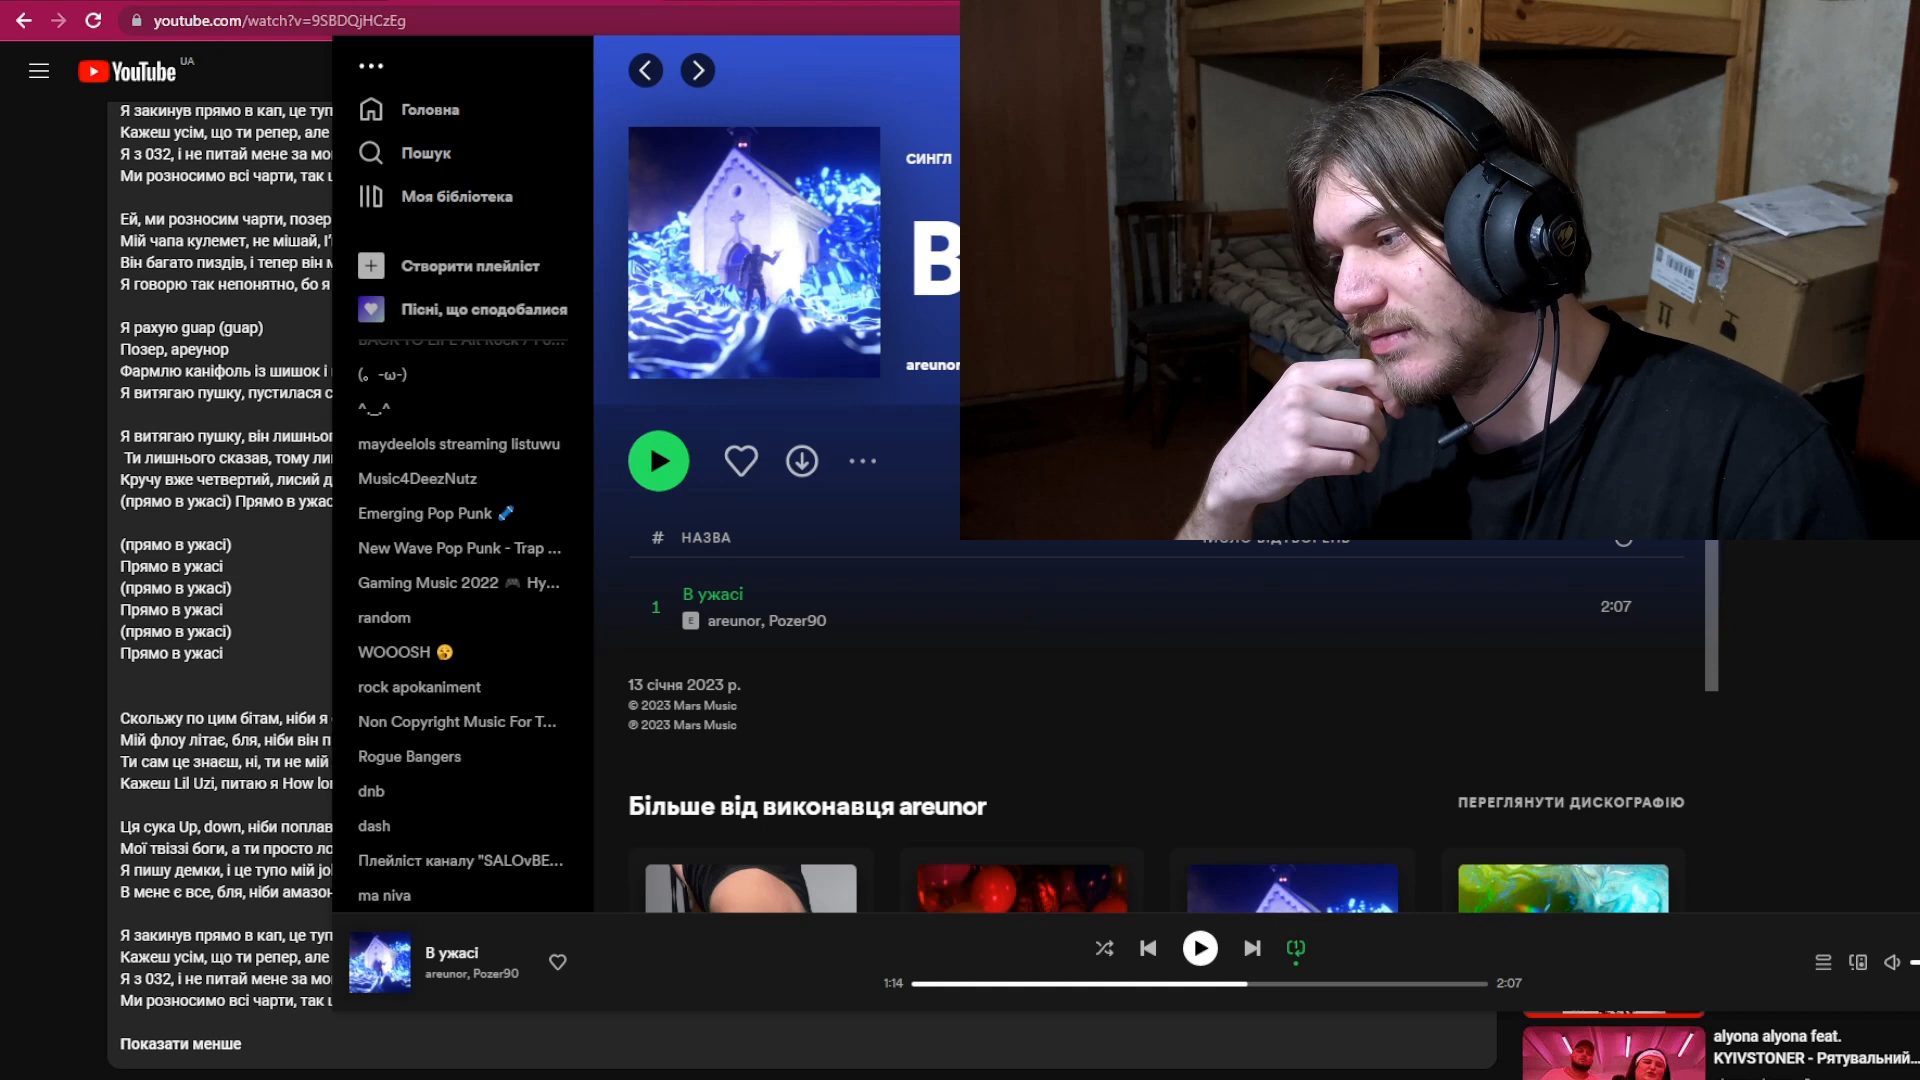 youtube.com/watch?v=9SBDQjHCzEg
YouTube UA
Я закинув прямо в кап, це туп
Кажеш усім, що ти репер, але
Я з 032, і не питай мене за
Ми розносимо всі чарти, так
Ей, ми розносим чарти, позер
Мій чапа кулемет, не мішай,
Він багато пиздів, і тепер він
Я говорю так непонятно, бо я
Я рахую guap (guap)
Позер, ареунор
Фармлю каніфоль із шишок і
Я витягаю пушку, пустилася
Я витягаю пушку, він лишньог
Ти лишнього сказав, тому
Кручу вже четвертий, лисий
(прямо в ужасі) Прямо в ужас
(прямо в ужасі)
Прямо в ужасі
(прямо в ужасі)
Прямо в ужасі
(прямо в ужасі)
Прямо в ужасі
Скольжу по цим бітам, ніби я
Мій флоу літає, бля, ніби він
Ти сам це знаєш, ні, ти не мій
Кажеш Lil Uzi, питаю я How
Ця сука Up, down, ніби поплав
Мої твіззі боги, а ти просто
Я пишу демки, і це тупо мій
В мене є все, бля, ніби амазон
Я закинув прямо в кап, це туп
Кажеш усім, що ти репер, але
Я з 032, і не питай мене за
Ми розносимо всі чарти, так
Показати менше
Головна
Пошук
Моя бібліотека
Створити плейліст
Пісні, що сподобалися
(。-ω-)
^._.^
maydeelols streaming listuwu
Music4DeezNutz
Emerging Pop Punk
New Wave Pop Punk - Trap ...
Gaming Music 2022 🎮 Hy...
random
WOOOSH 🥱
rock apokaniment
Non Copyright Music For T...
Rogue Bangers
dnb
dash
Плейліст каналу "SALOvBE...
ma niva
СИНГЛ
В
areunor
# НАЗВА
1
В ужасі
2:07
E areunor, Pozer90
13 січня 2023 р.
© 2023 Mars Music
℗ 2023 Mars Music
Більше від виконавця areunor
ПЕРЕГЛЯНУТИ ДИСКОГРАФІЮ
В ужасі
areunor, Pozer90
1:14
2:07
alyona alyona feat.
KYIVSTONER - Рятувальний...